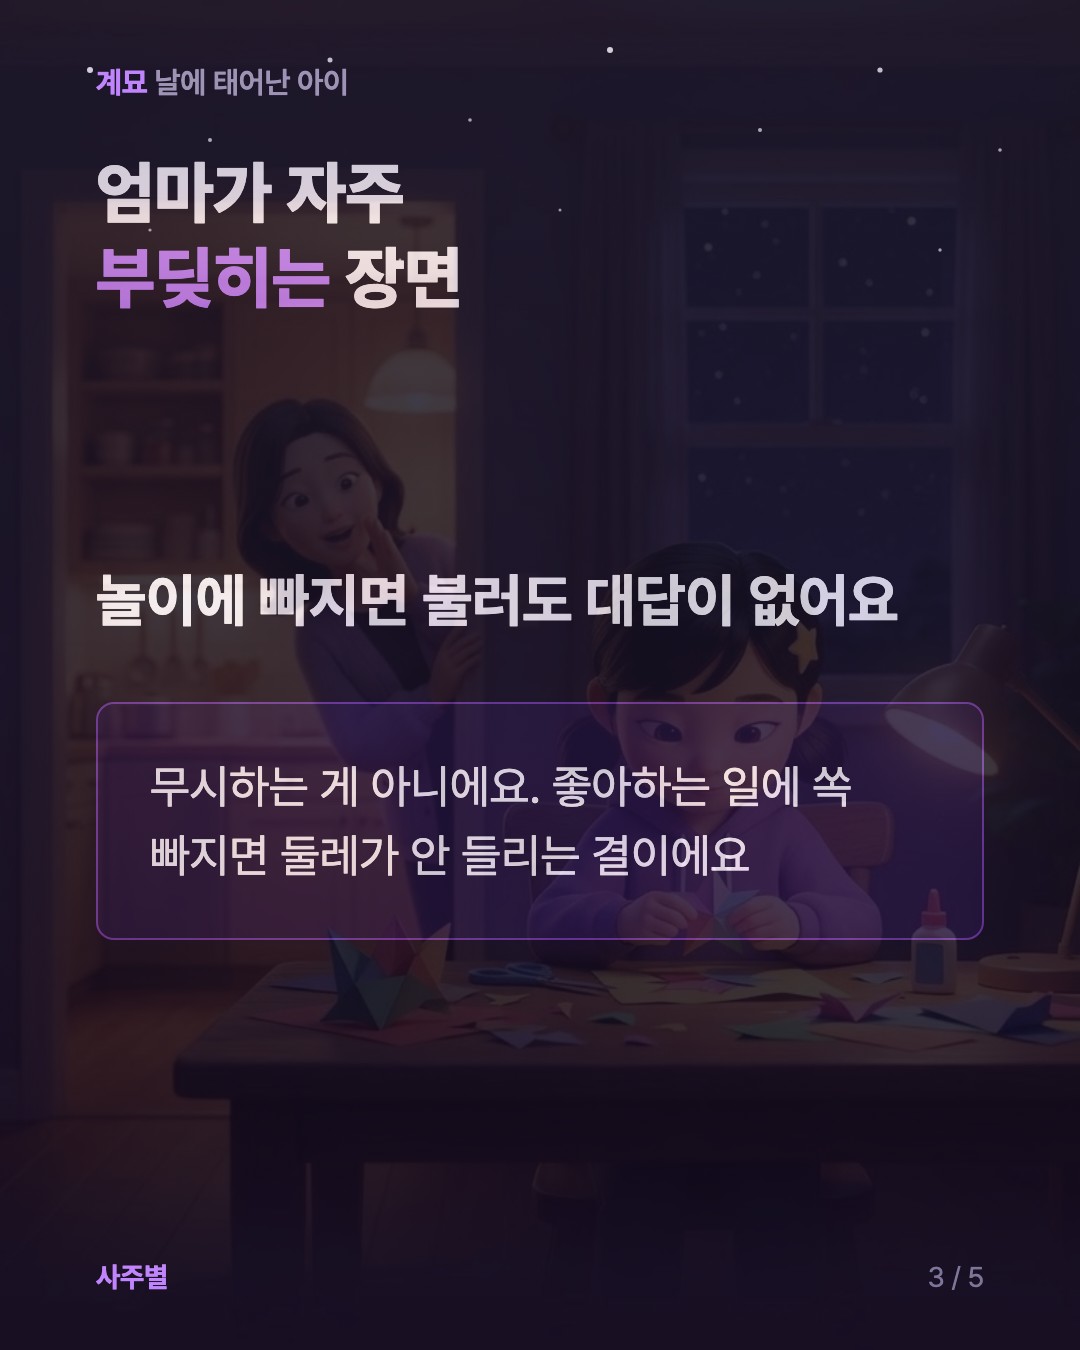 계묘 날에 태어난 아이
엄마가 자주
부딪히는 장면
놀이에 빠지면 불러도 대답이 없어요
무시하는 게 아니에요. 좋아하는 일에 쏙
빠지면 둘레가 안 들리는 결이에요
사주별
3 / 5